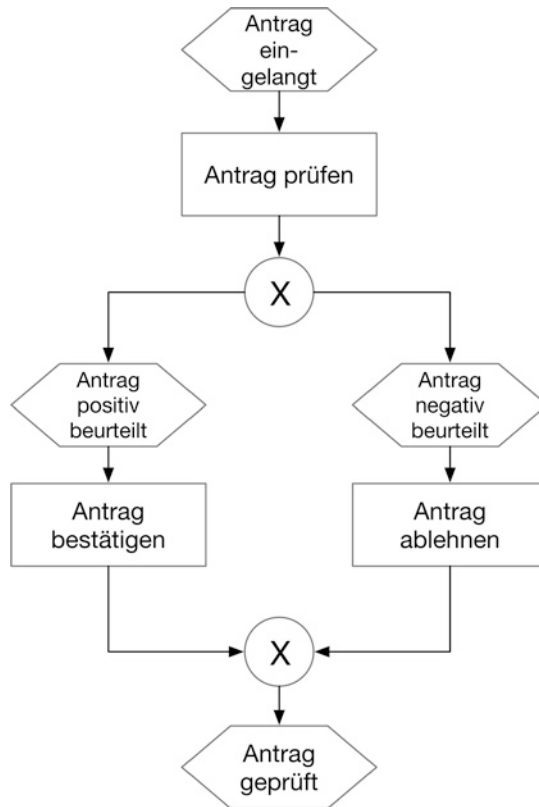 Antrag
ein-
gelangt
Antrag prüfen
X
Antrag
positiv
beurteilt
Antrag
negativ
beurteilt
Antrag
bestätigen
Antrag
ablehnen
X
Antrag
geprüft